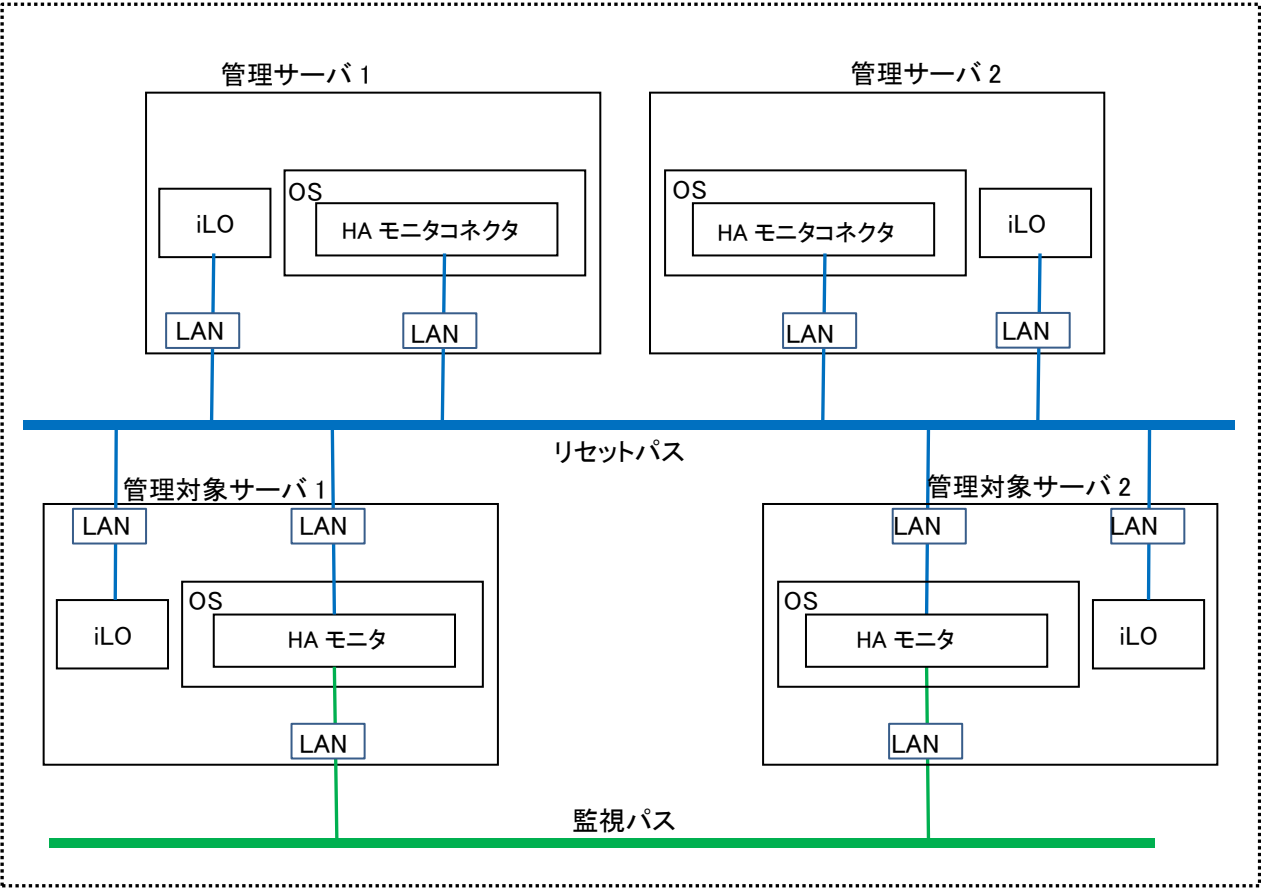 管理サーバ 1
管理サーバ 2
OS
iLO
HA モニタコネクタ
LAN
LAN
OS
HA モニタコネクタ
iLO
LAN
LAN
リセットパス
管理対象サーバ 1
LAN
LAN
OS
iLO
HA モニタ
LAN
管理対象サーバ 2
LAN
LAN
OS
HA モニタ
iLO
LAN
監視パス